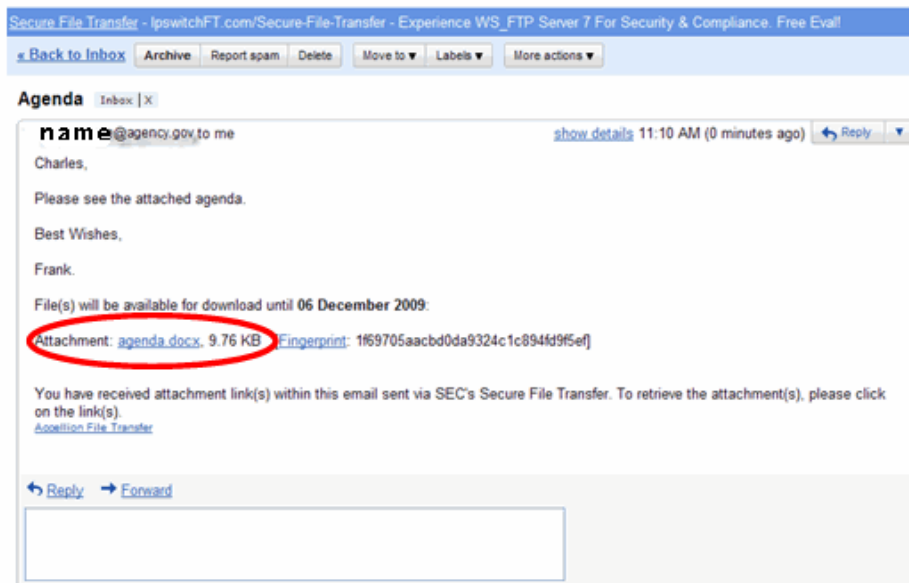 Secure File Transfer - IpswitchFT.com/Secure-File-Transfer - Experience WS_FTP Server 7 For Security & Compliance. Free Eval!
« Back to Inbox Archive Report spam Delete Move to ▼ Labels ▼ More actions ▼
Agenda Inbox | X
name@agency.gov to me show details 11:10 AM (0 minutes ago) Reply ▼
Charles,
Please see the attached agenda.
Best Wishes,
Frank.
File(s) will be available for download until 06 December 2009:
Attachment: agenda.docx, 9.76 KB [Fingerprint: 1f69705aacbd0da9324c1c894fd9f5ef]
You have received attachment link(s) within this email sent via SEC's Secure File Transfer. To retrieve the attachment(s), please click
on the link(s).
Accellion File Transfer
Reply Forward